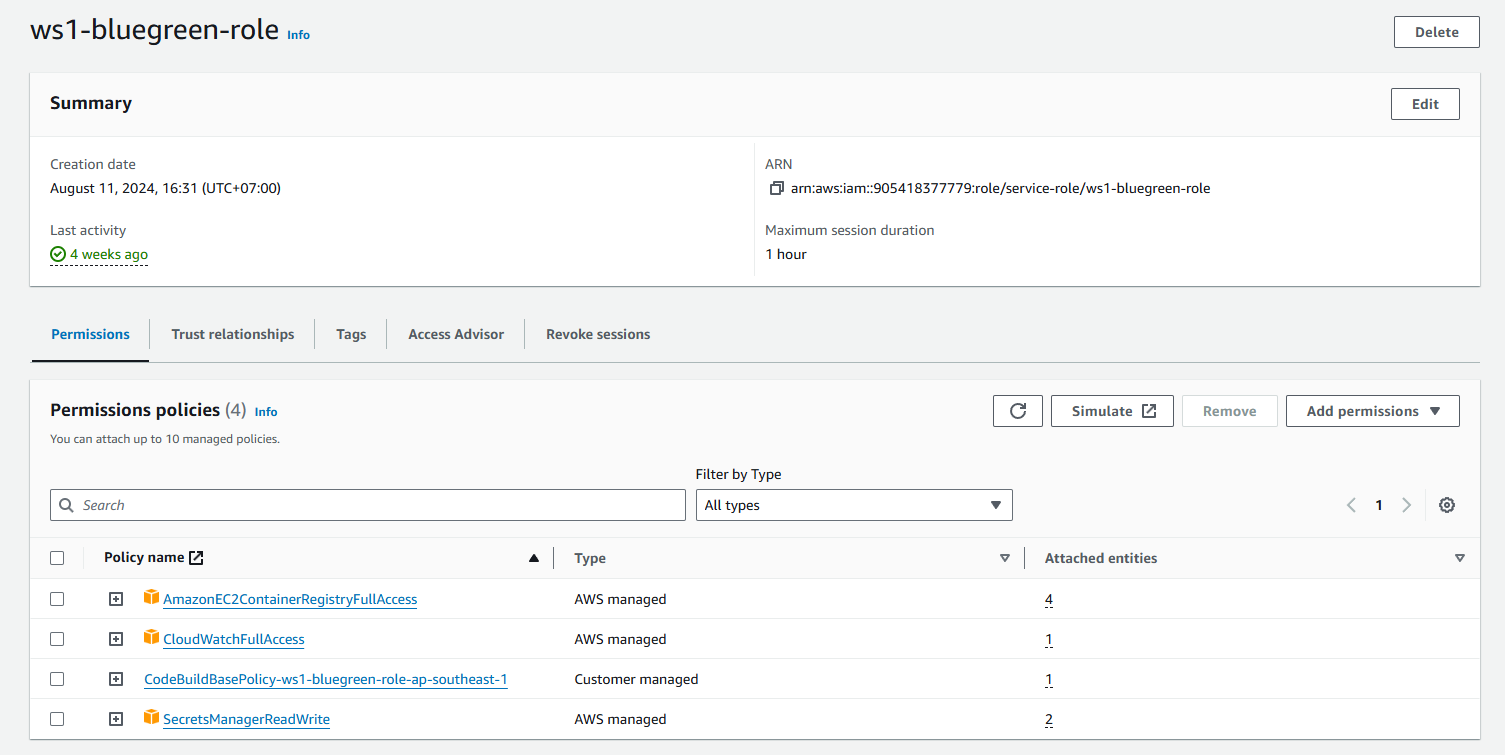 ws1-bluegreen-role Info
Delete
Summary
Edit
Creation date
August 11, 2024, 16:31 (UTC+07:00)
ARN
arn:aws:iam::905418377779:role/service-role/ws1-bluegreen-role
Last activity
4 weeks ago
Maximum session duration
1 hour
Permissions
Trust relationships
Tags
Access Advisor
Revoke sessions
Permissions policies (4) Info
You can attach up to 10 managed policies.
Simulate
Remove
Add permissions
Filter by Type
Search
All types
1
Policy name
Type
Attached entities
AmazonEC2ContainerRegistryFullAccess
AWS managed
4
CloudWatchFullAccess
AWS managed
1
CodeBuildBasePolicy-ws1-bluegreen-role-ap-southeast-1
Customer managed
1
SecretsManagerReadWrite
AWS managed
2